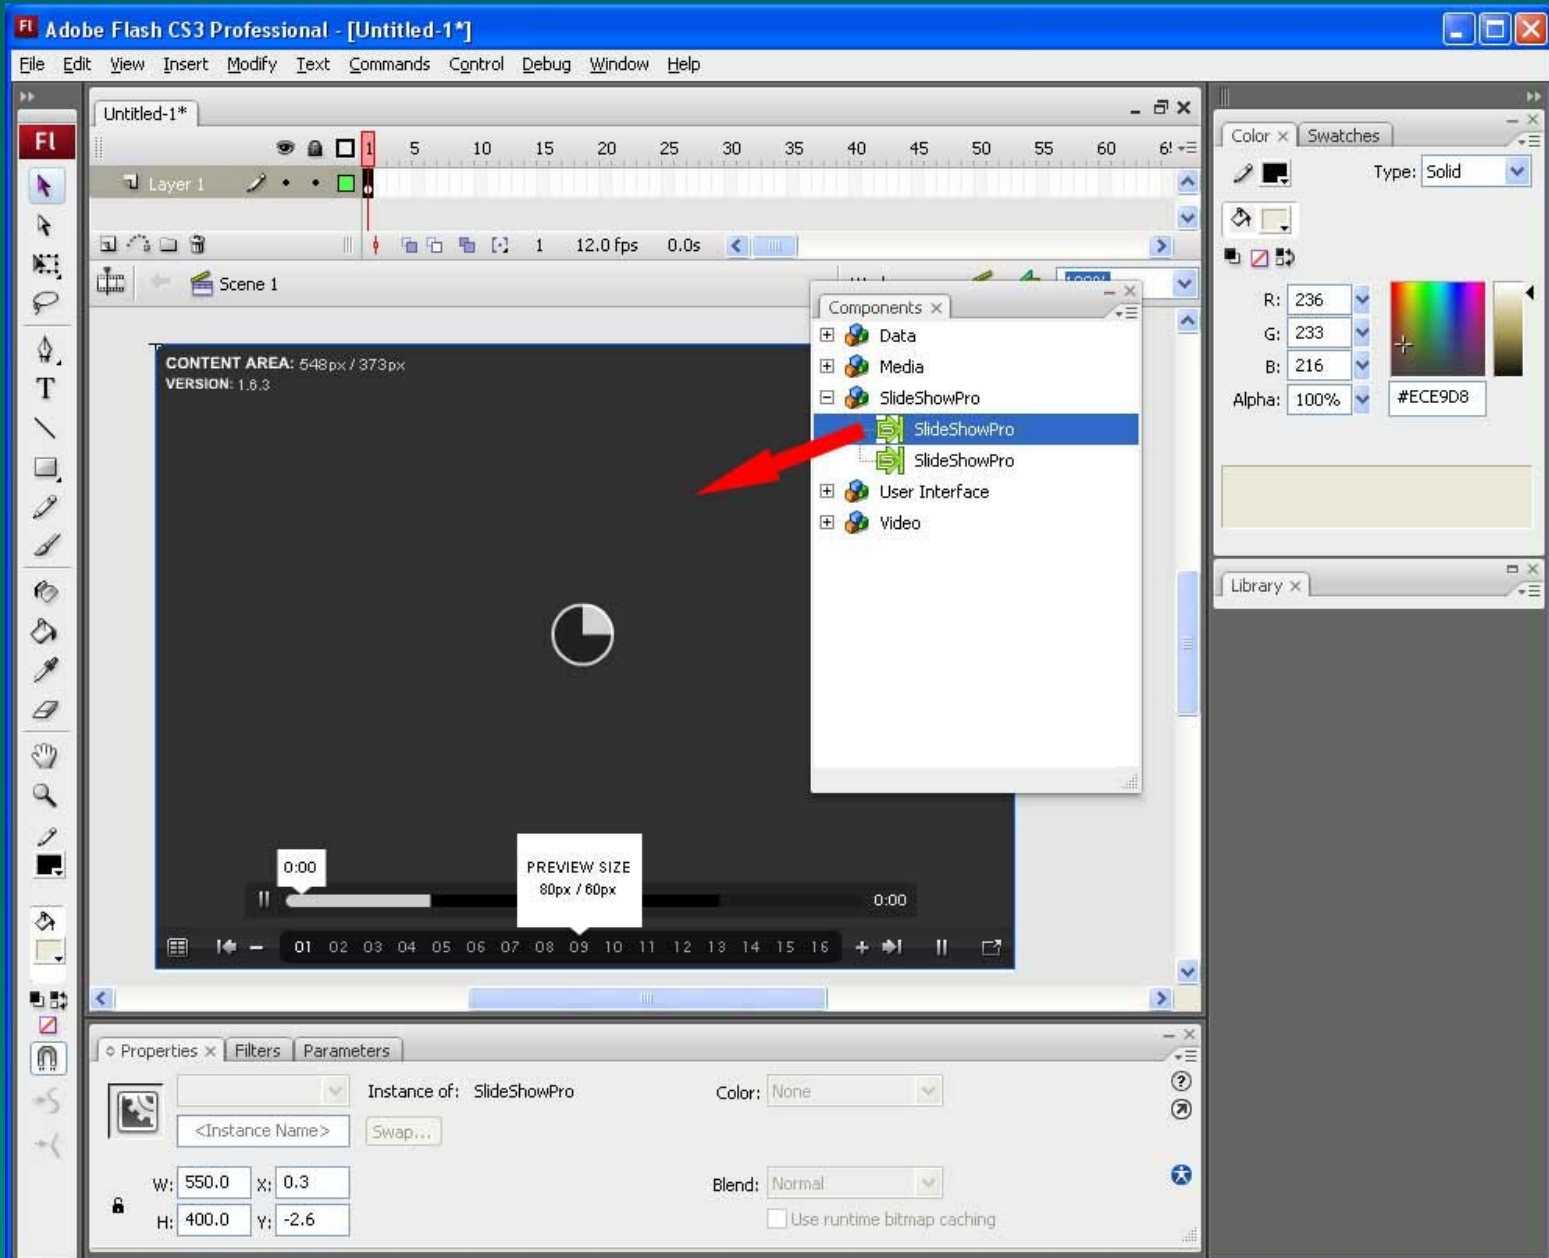 Fl Adobe Flash CS3 Professional - [Untitled-1*]
File Edit View Insert Modify Text Commands Control Debug Window Help
Untitled-1*
1 5 10 15 20 25 30 35 40 45 50 55 60
Layer 1
1 12.0 fps 0.0s
Scene 1
Fl
T
CONTENT AREA: 548px / 373px
VERSION: 1.6.3
0:00
PREVIEW SIZE
80px / 60px
0:00
01 02 03 04 05 06 07 08 09 10 11 12 13 14 15 16
Components
Data
Media
SlideShowPro
SlideShowPro
SlideShowPro
User Interface
Video
Color Swatches
Type: Solid
R: 236
G: 233
B: 216
Alpha: 100% #ECE9D8
Library
Properties Filters Parameters
Instance of: SlideShowPro
Color: None
<Instance Name> Swap...
W: 550.0 X: 0.3
H: 400.0 Y: -2.6
Blend: Normal
Use runtime bitmap caching